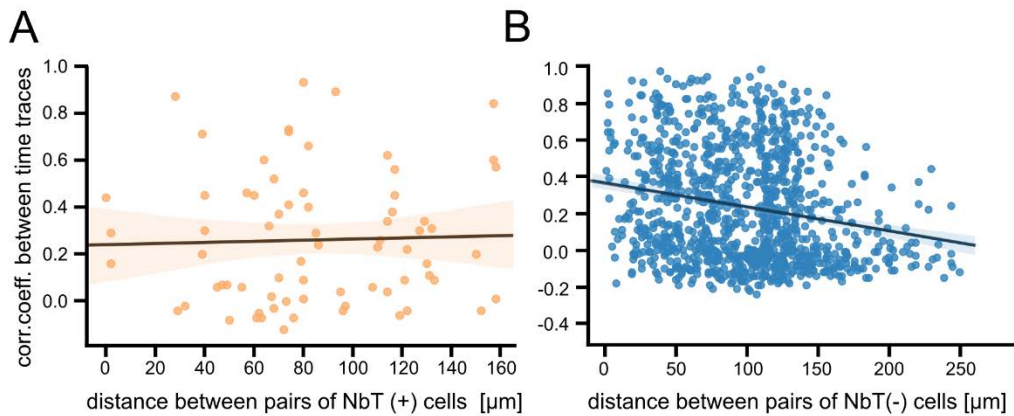 A
corr.coeff. between time traces
1.0
0.8
0.6
0.4
0.2
0.0
0 20 40 60 80 100 120 140 160
distance between pairs of NbT (+) cells [μm]
B
1.0
0.8
0.6
0.4
0.2
0.0
-0.2
-0.4
0 50 100 150 200 250
distance between pairs of NbT(-) cells [μm]